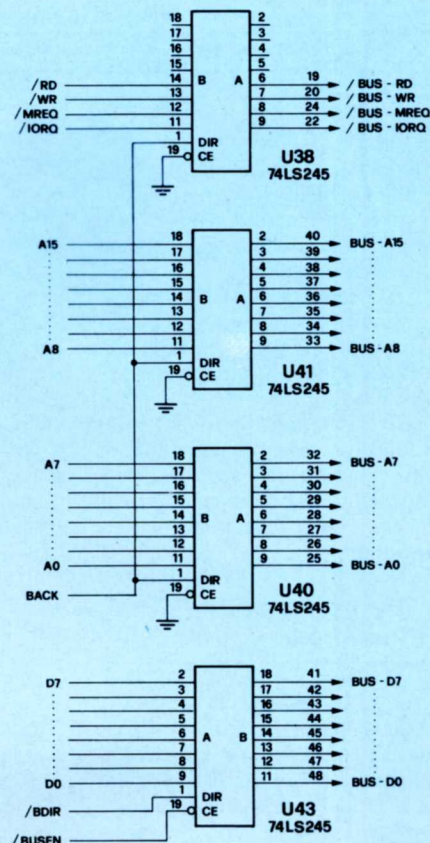 18 2
17 3
16 4
15 5
/RD 14 B A 6 19 /BUS - RD
/WR 13 7 20 /BUS - WR
/MREQ 12 8 24 /BUS - MREQ
/IORQ 11 9 22 /BUS - IORQ
1 DIR
19 CE U38
74LS245
A15 18 2 40 BUS - A15
17 3 39
16 4 38
15 5 37
14 B A 6 36
13 7 35
12 8 34
A8 11 9 33 BUS - A8
1 DIR
19 CE U41
74LS245
A7 18 2 32 BUS - A7
17 3 31
16 4 30
15 5 29
14 B A 6 28
13 7 27
12 8 26
A0 11 9 25 BUS - A0
1 DIR
BACK 19 CE U40
74LS245
D7 2 18 41 BUS - D7
3 17 42
4 16 43
5 15 44
6 A B 14 45
7 13 46
8 12 47
D0 9 11 48 BUS - D0
1 DIR
/BDIR 19 CE U43
/BUSEN 74LS245